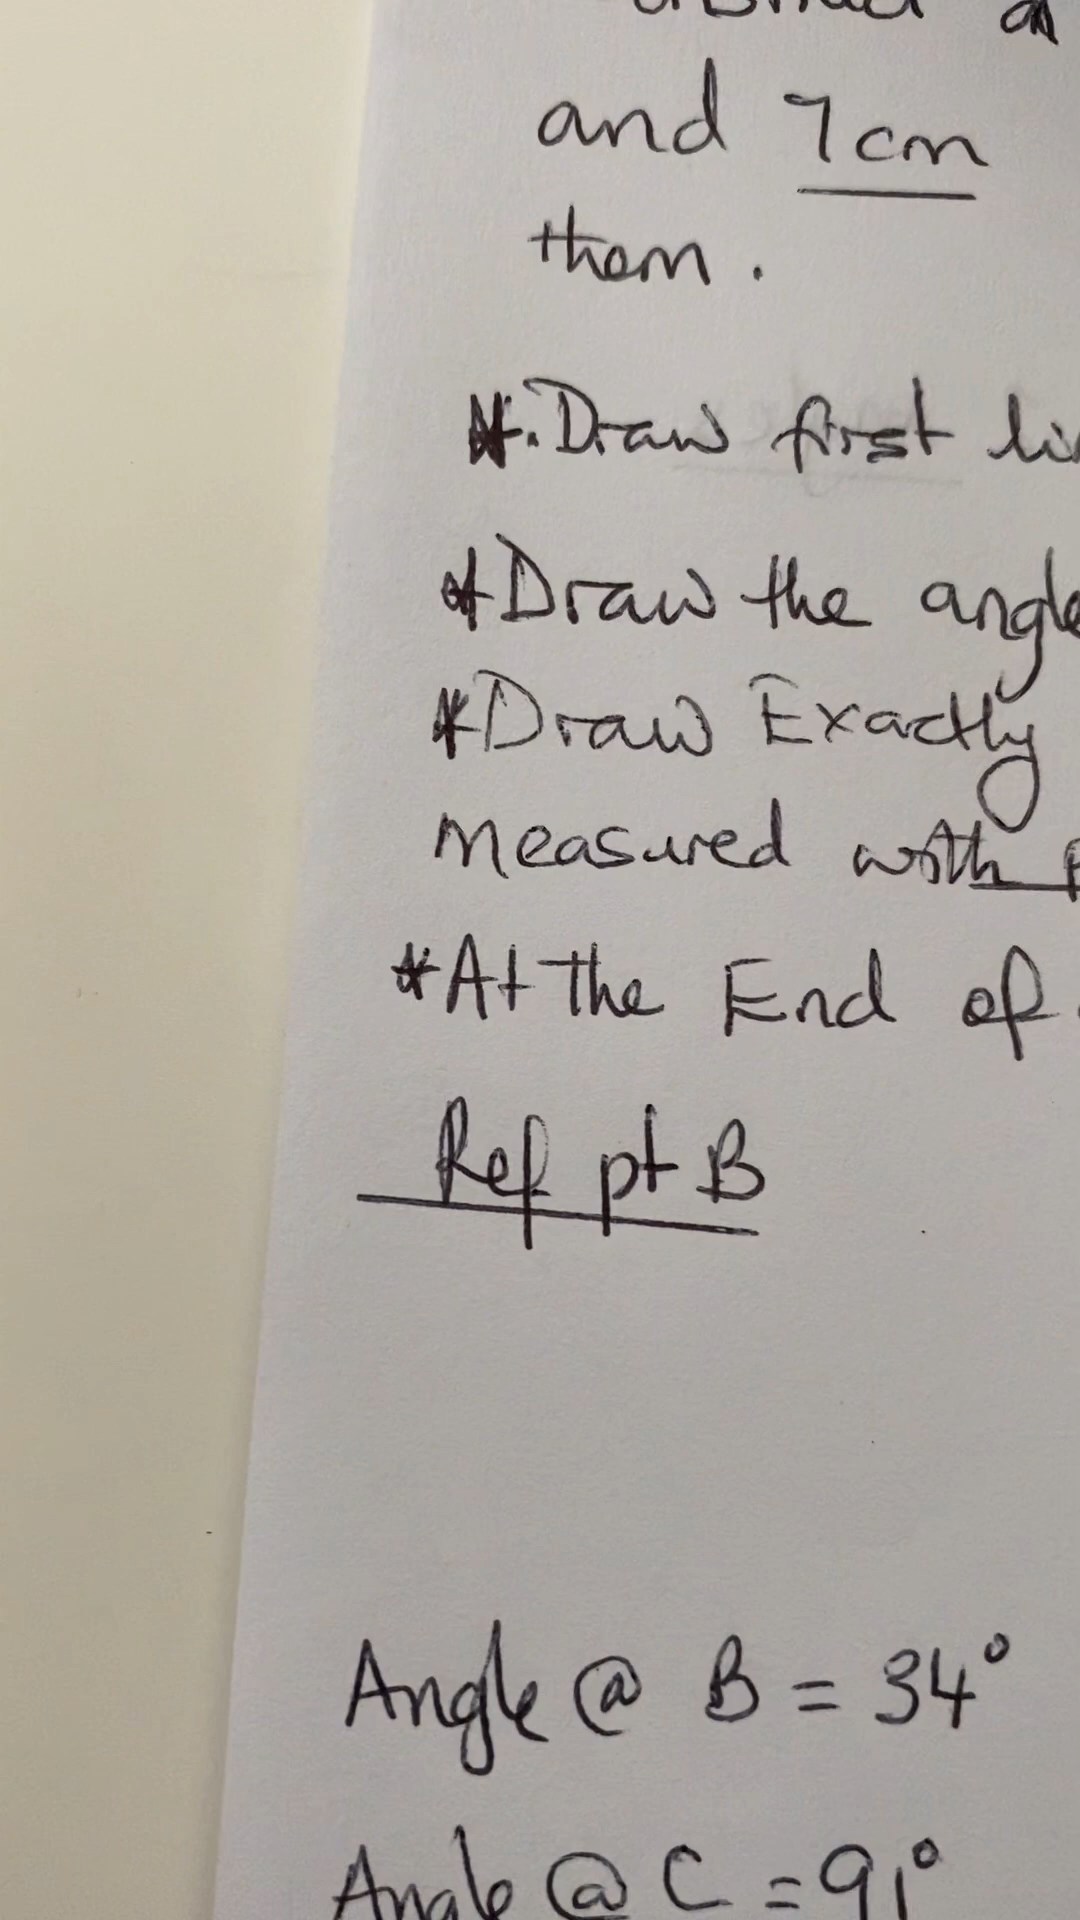 and 7cm
them.
*.Draw first
*Draw the angle
*Draw Exactly
Measured with
*At the End of
Ref pt B
Angle @ B = 34°
Angle @ C = 91°